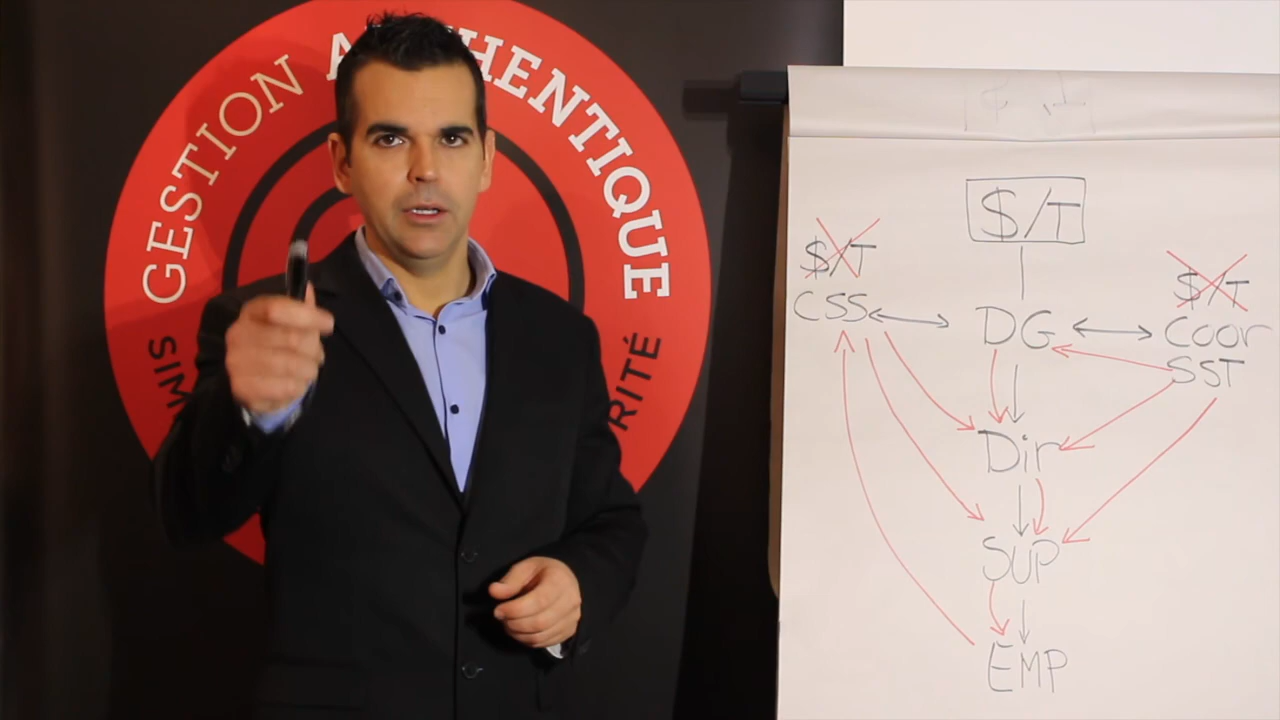 GESTION AUTHENTIQUE
RITÉ
$/T
$/T
$/T
CSS
DG
Coor
SST
Dir
SUP
EMP